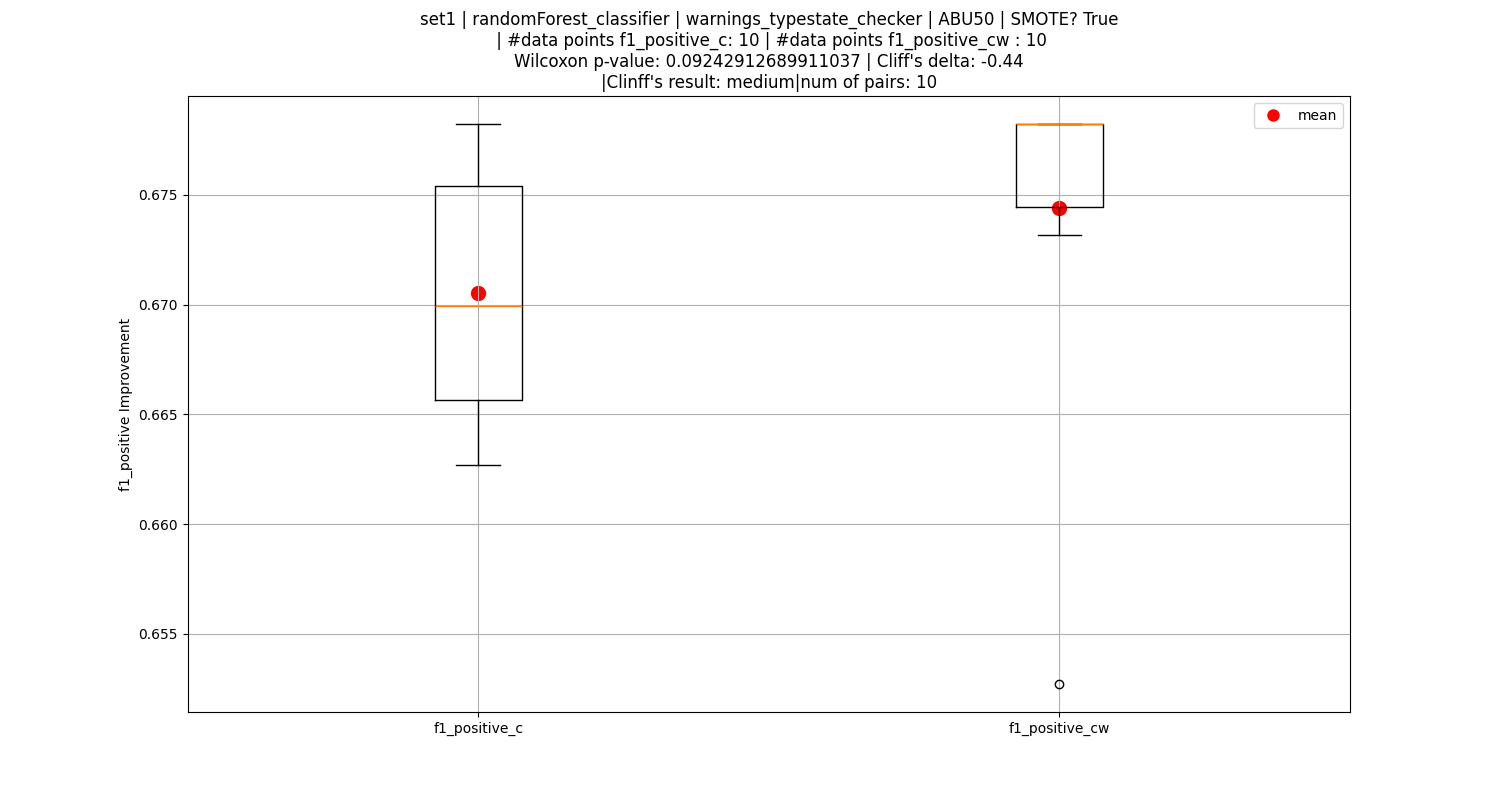 set1 | randomForest_classifier | warnings_typestate_checker | ABU50 | SMOTE? True
| #data points f1_positive_c: 10 | #data points f1_positive_cw : 10
Wilcoxon p-value: 0.09242912689911037 | Cliff's delta: -0.44
|Clinff's result: medium|num of pairs: 10
mean
f1_positive Improvement
0.675
0.670
0.665
0.660
0.655
f1_positive_c
f1_positive_cw